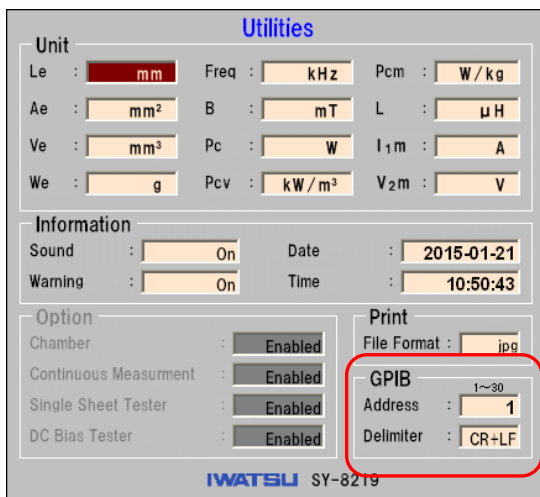 Utilities
Unit
Le : mm Freq : kHz Pcm : W/kg
Ae : mm² B : mT L : μH
Ve : mm³ Pc : W I₁m : A
We : g Pcv : kW/m³ V₂m : V
Information
Sound : On Date : 2015-01-21
Warning : On Time : 10:50:43
Option Print
Chamber : Enabled File Format : jpg
Continuous Measurment : Enabled GPIB 1~30
Single Sheet Tester : Enabled Address : 1
DC Bias Tester : Enabled Delimiter : CR+LF
IWATSU SY-8219